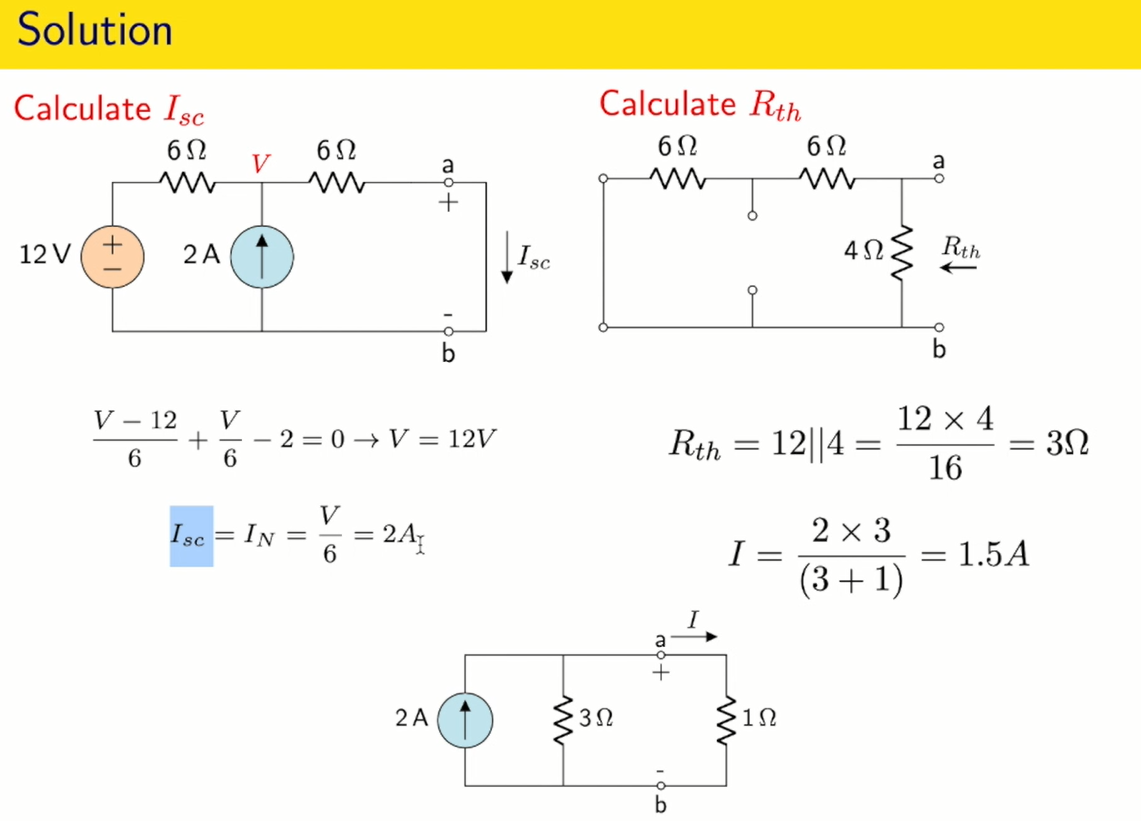 Solution
Calculate I_sc
6 Ω
V
6 Ω
a
+
12 V
+
−
2 A
I_sc
-
b
(V − 12)/6 + V/6 − 2 = 0 → V = 12V
I_sc = I_N = V/6 = 2A
Calculate R_th
6 Ω
6 Ω
a
4 Ω
R_th
b
R_th = 12||4 = (12 × 4)/16 = 3Ω
I = (2 × 3)/((3 + 1)) = 1.5A
I
a
+
2 A
3 Ω
1 Ω
-
b